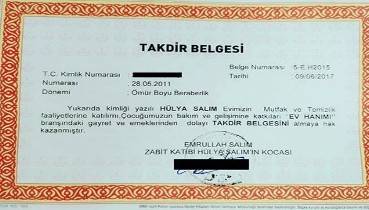 TAKDİR BELGESİ
Belge Numarası 5-E H2015
T.C. Kimlik Numarası
Tarihi : 09/06/2017
Numarası : 28.05.2011
Dönemi : Ömür Boyu Beraberlik
Yukarıda kimliği yazılı HÜLYA SALIM Evimizin Mutfak ve Temizlik
faaliyetlerine katılımı,Çocuğumuzun bakım ve gelişimine katkıları "EV HANIMI"
branşındaki gayret ve emeklerinden dolayı TAKDİR BELGESİNİ almaya hak
kazanmıştır.
EMRULLAH SALIM
ZABIT KATİBİ HÜLYA SALIM'IN KOCASI